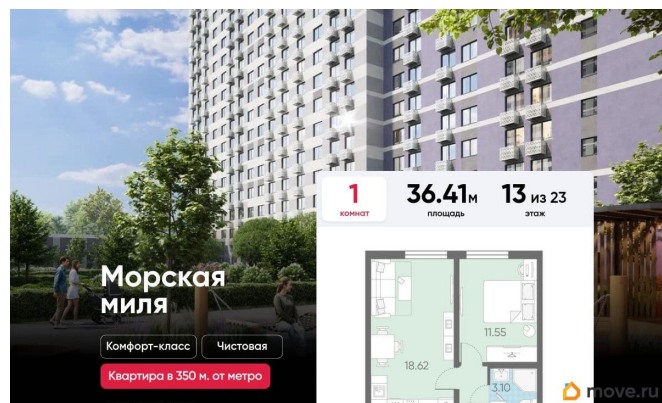 1
комнат
36.41м
площадь
13 из 23
этаж
Морская
миля
Комфорт-класс
Чистовая
Квартира в 350 м. от метро
11.55
18.62
3.10
move.ru